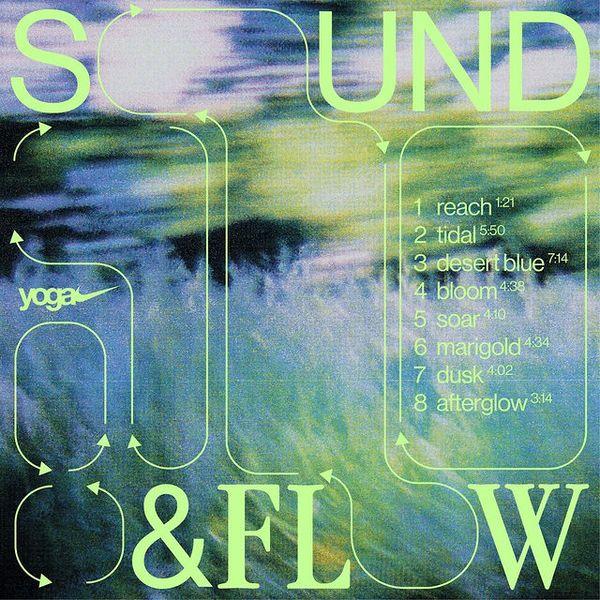 SOUND
1 reach 1:21
2 tidal 5:50
3 desert blue 7:14
4 bloom 4:38
5 soar 4:10
6 marigold 4:34
7 dusk 4:02
8 afterglow 3:14
yoga
&FLOW